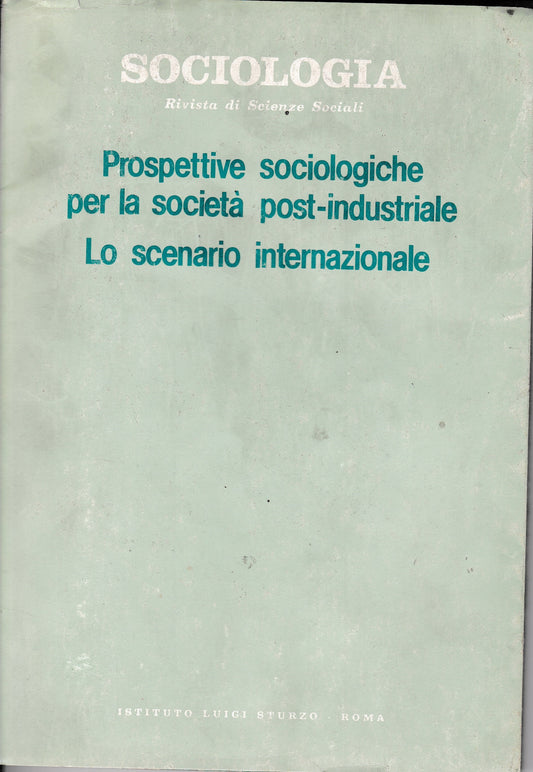 SOCIOLOGIA
Rivista di Scienze Sociali
Prospettive sociologiche
per la società post-industriale
Lo scenario internazionale
ISTITUTO LUIGI STURZO - ROMA